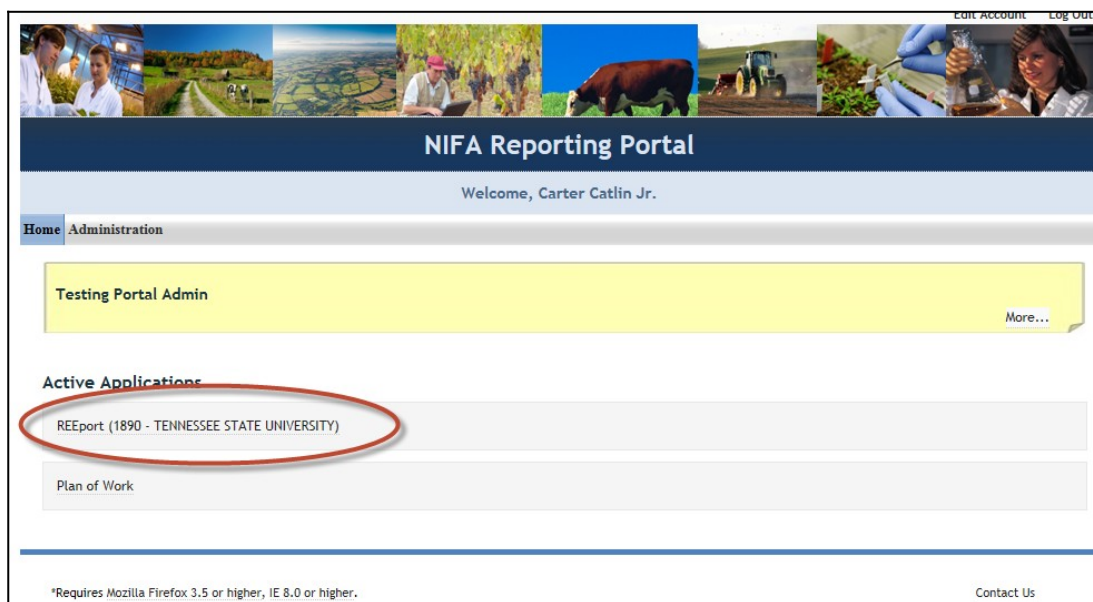 Edit Account Log Out
NIFA Reporting Portal
Welcome, Carter Catlin Jr.
Home Administration
Testing Portal Admin
More...
Active Applications
REEport (1890 - TENNESSEE STATE UNIVERSITY)
Plan of Work
*Requires Mozilla Firefox 3.5 or higher, IE 8.0 or higher. Contact Us